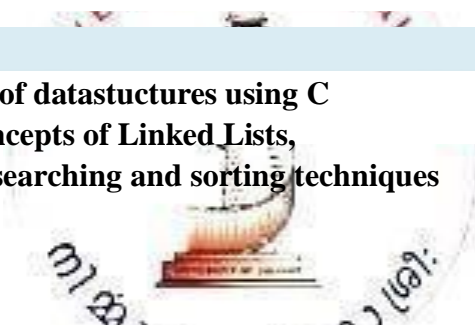 of datastuctures using C
ncepts of Linked Lists,
searching and sorting techniques